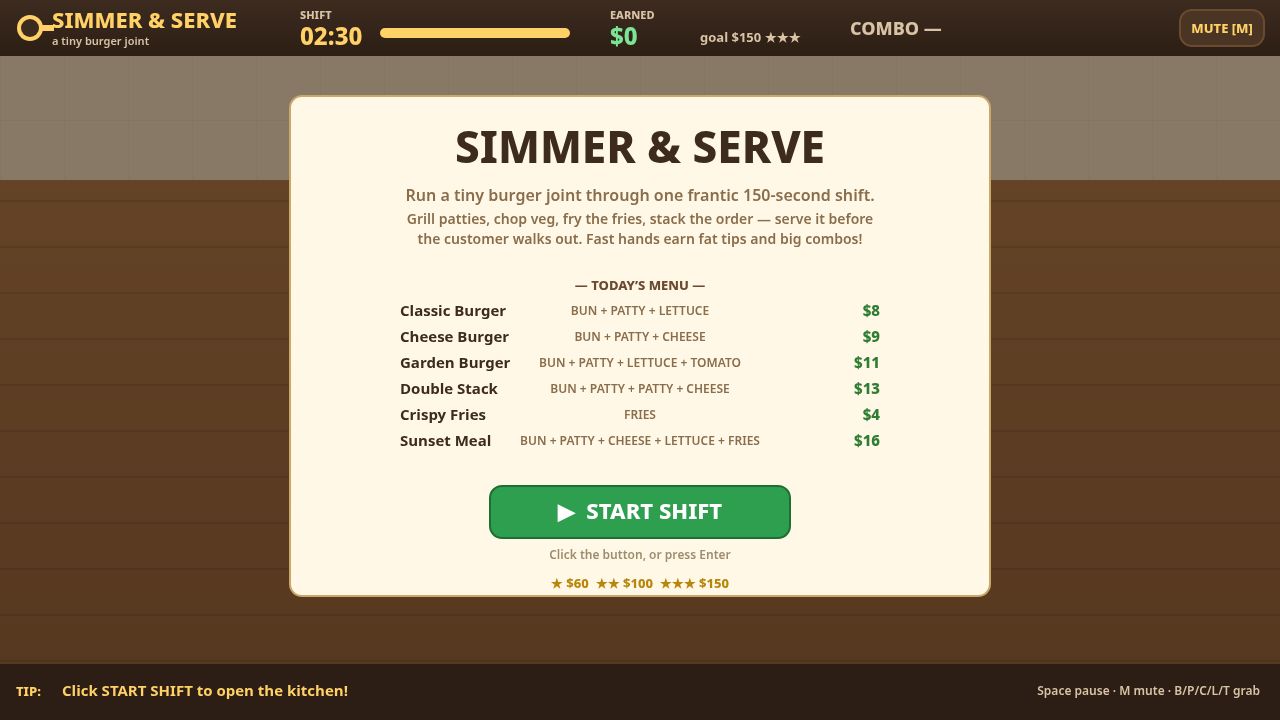 SIMMER & SERVE
a tiny burger joint
SHIFT
02:30
EARNED
$0
goal $150 ★★★
COMBO —
MUTE [M]
SIMMER & SERVE
Run a tiny burger joint through one frantic 150-second shift.
Grill patties, chop veg, fry the fries, stack the order — serve it before
the customer walks out. Fast hands earn fat tips and big combos!
— TODAY'S MENU —
Classic Burger BUN + PATTY + LETTUCE $8
Cheese Burger BUN + PATTY + CHEESE $9
Garden Burger BUN + PATTY + LETTUCE + TOMATO $11
Double Stack BUN + PATTY + PATTY + CHEESE $13
Crispy Fries FRIES $4
Sunset Meal BUN + PATTY + CHEESE + LETTUCE + FRIES $16
▶ START SHIFT
Click the button, or press Enter
★ $60 ★★ $100 ★★★ $150
TIP: Click START SHIFT to open the kitchen!
Space pause · M mute · B/P/C/L/T grab